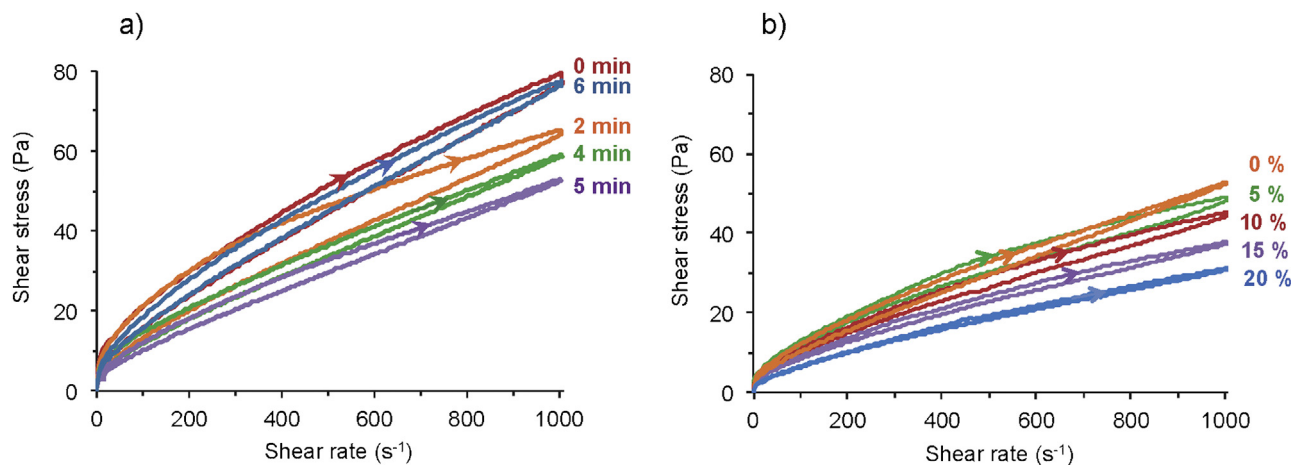 a)
80
60
40
20
0
Shear stress (Pa)
0 200 400 600 800 1000
Shear rate (s⁻¹)
0 min
6 min
2 min
4 min
5 min
b)
80
60
40
20
0
Shear stress (Pa)
0 200 400 600 800 1000
Shear rate (s⁻¹)
0 %
5 %
10 %
15 %
20 %